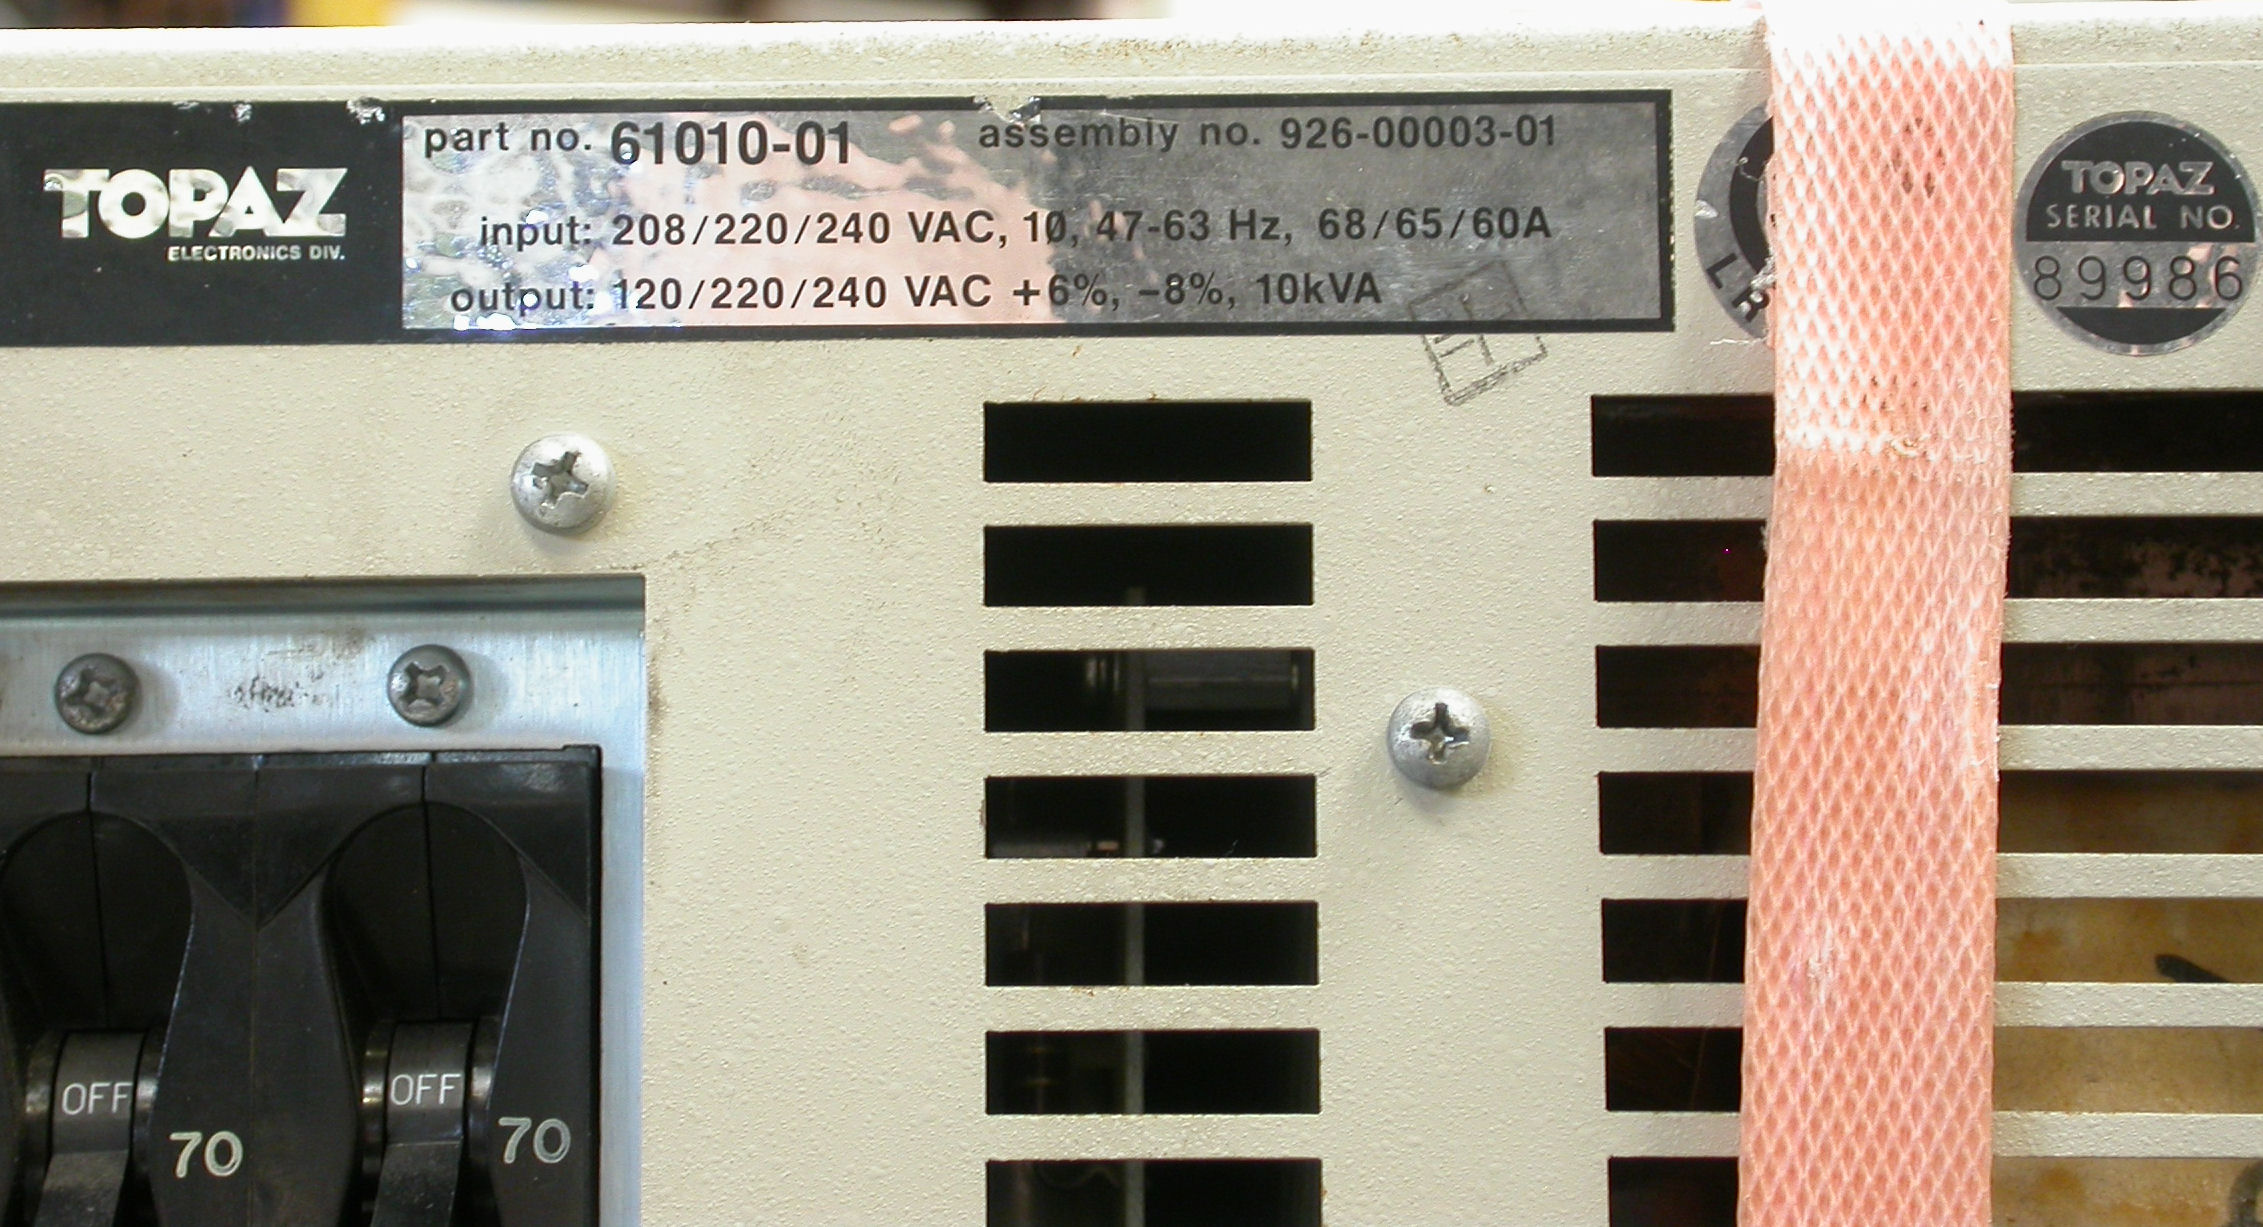 TOPAZ
ELECTRONICS DIV.
part no. 61010-01 assembly no. 926-00003-01
input: 208/220/240 VAC, 1Ø, 47-63 Hz, 68/65/60A
output: 120/220/240 VAC +6%, -8%, 10kVA
LR
TOPAZ
SERIAL NO.
89986
OFF
70
OFF
70